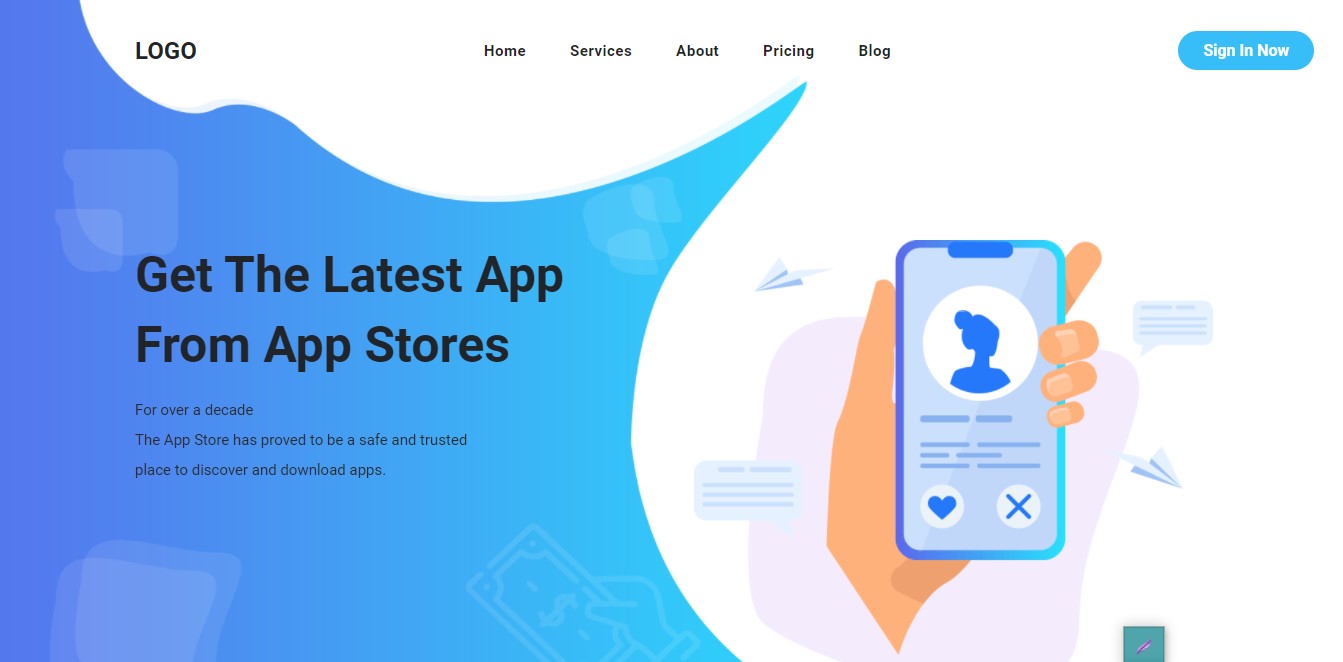 LOGO
Home Services About Pricing Blog
Sign In Now
Get The Latest App
From App Stores
For over a decade
The App Store has proved to be a safe and trusted
place to discover and download apps.
$